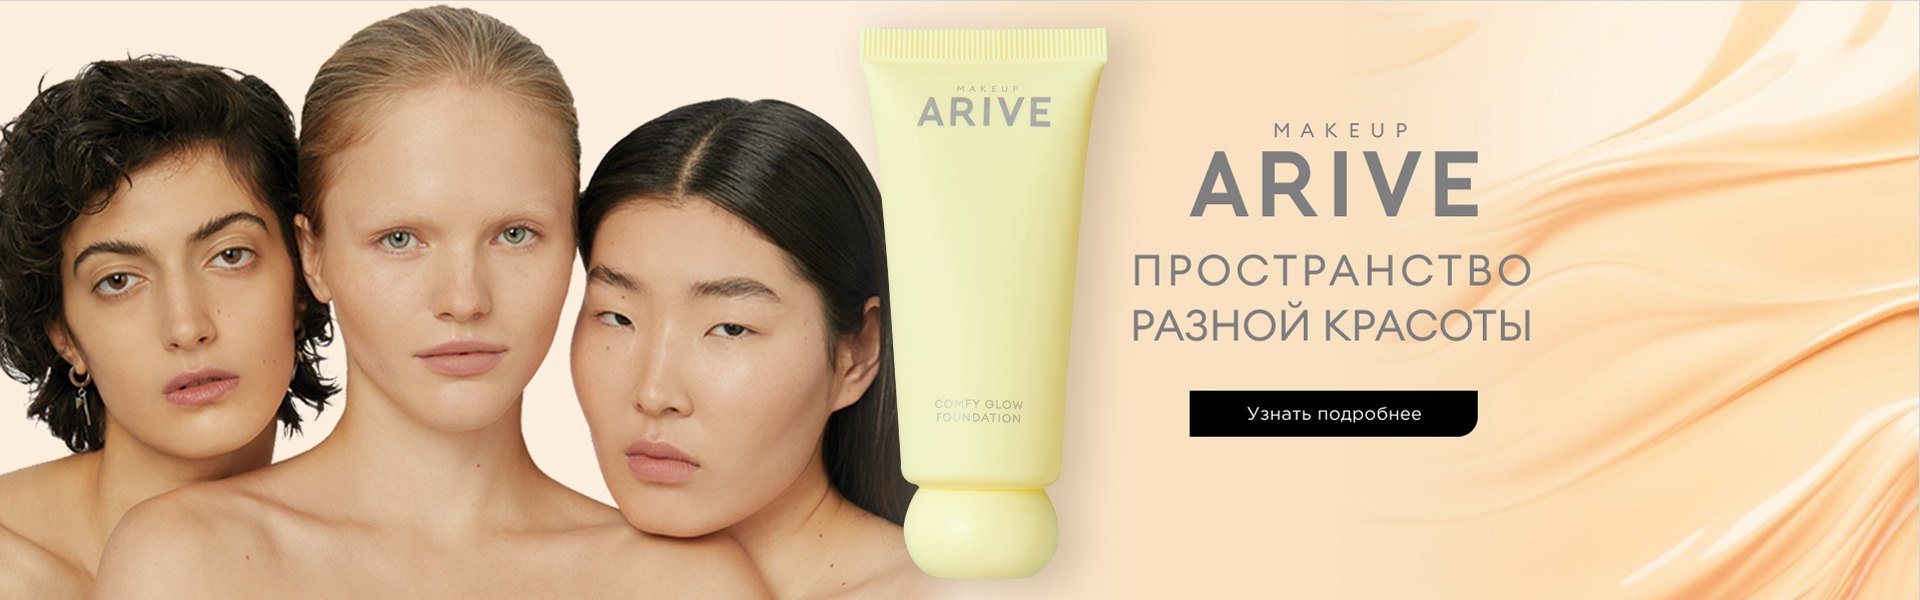 MAKEUP
ARIVE
COMFY GLOW
FOUNDATION
MAKEUP
ARIVE
ПРОСТРАНСТВО
РАЗНОЙ КРАСОТЫ
Узнать подробнее